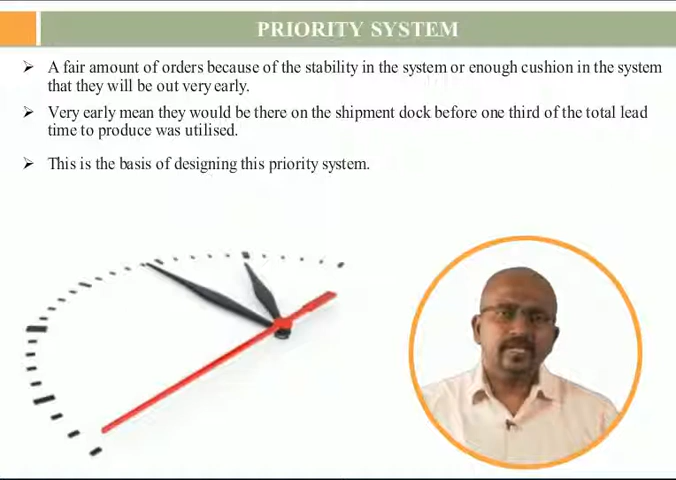 PRIORITY SYSTEM
➢ A fair amount of orders because of the stability in the system or enough cushion in the system
that they will be out very early.
➢ Very early mean they would be there on the shipment dock before one third of the total lead
time to produce was utilised.
➢ This is the basis of designing this priority system.